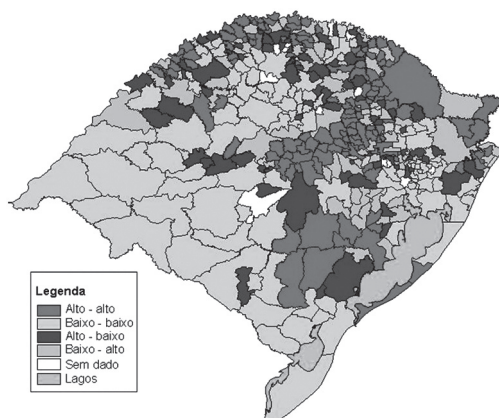 Legenda
Alto - alto
Baixo - baixo
Alto - baixo
Baixo - alto
Sem dado
Lagos